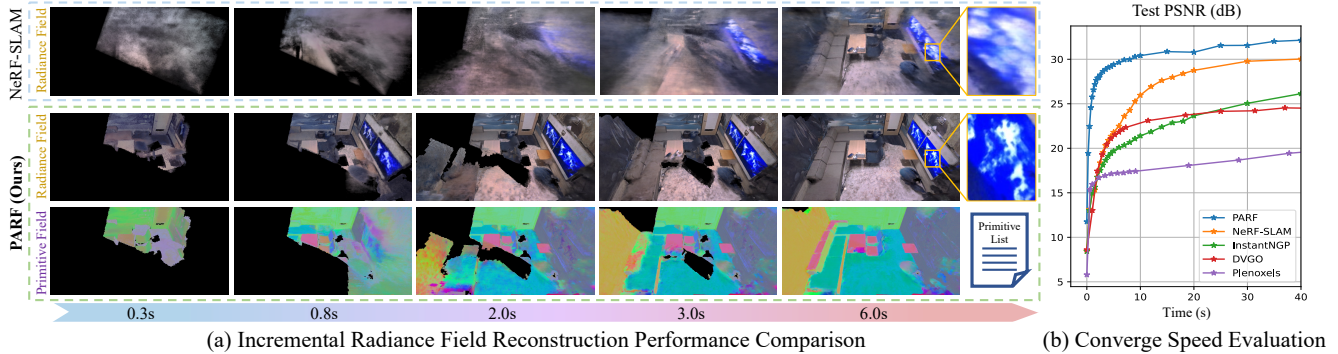 NeRF-SLAM
Radiance Field
PARF (Ours)
Radiance Field
Primitive Field
Primitive
List
0.3s
0.8s
2.0s
3.0s
6.0s
(a) Incremental Radiance Field Reconstruction Performance Comparison
Test PSNR (dB)
35
30
25
20
15
10
5
PARF
NeRF-SLAM
InstantNGP
DVGO
Plenoxels
0
10
20
30
40
Time (s)
(b) Converge Speed Evaluation